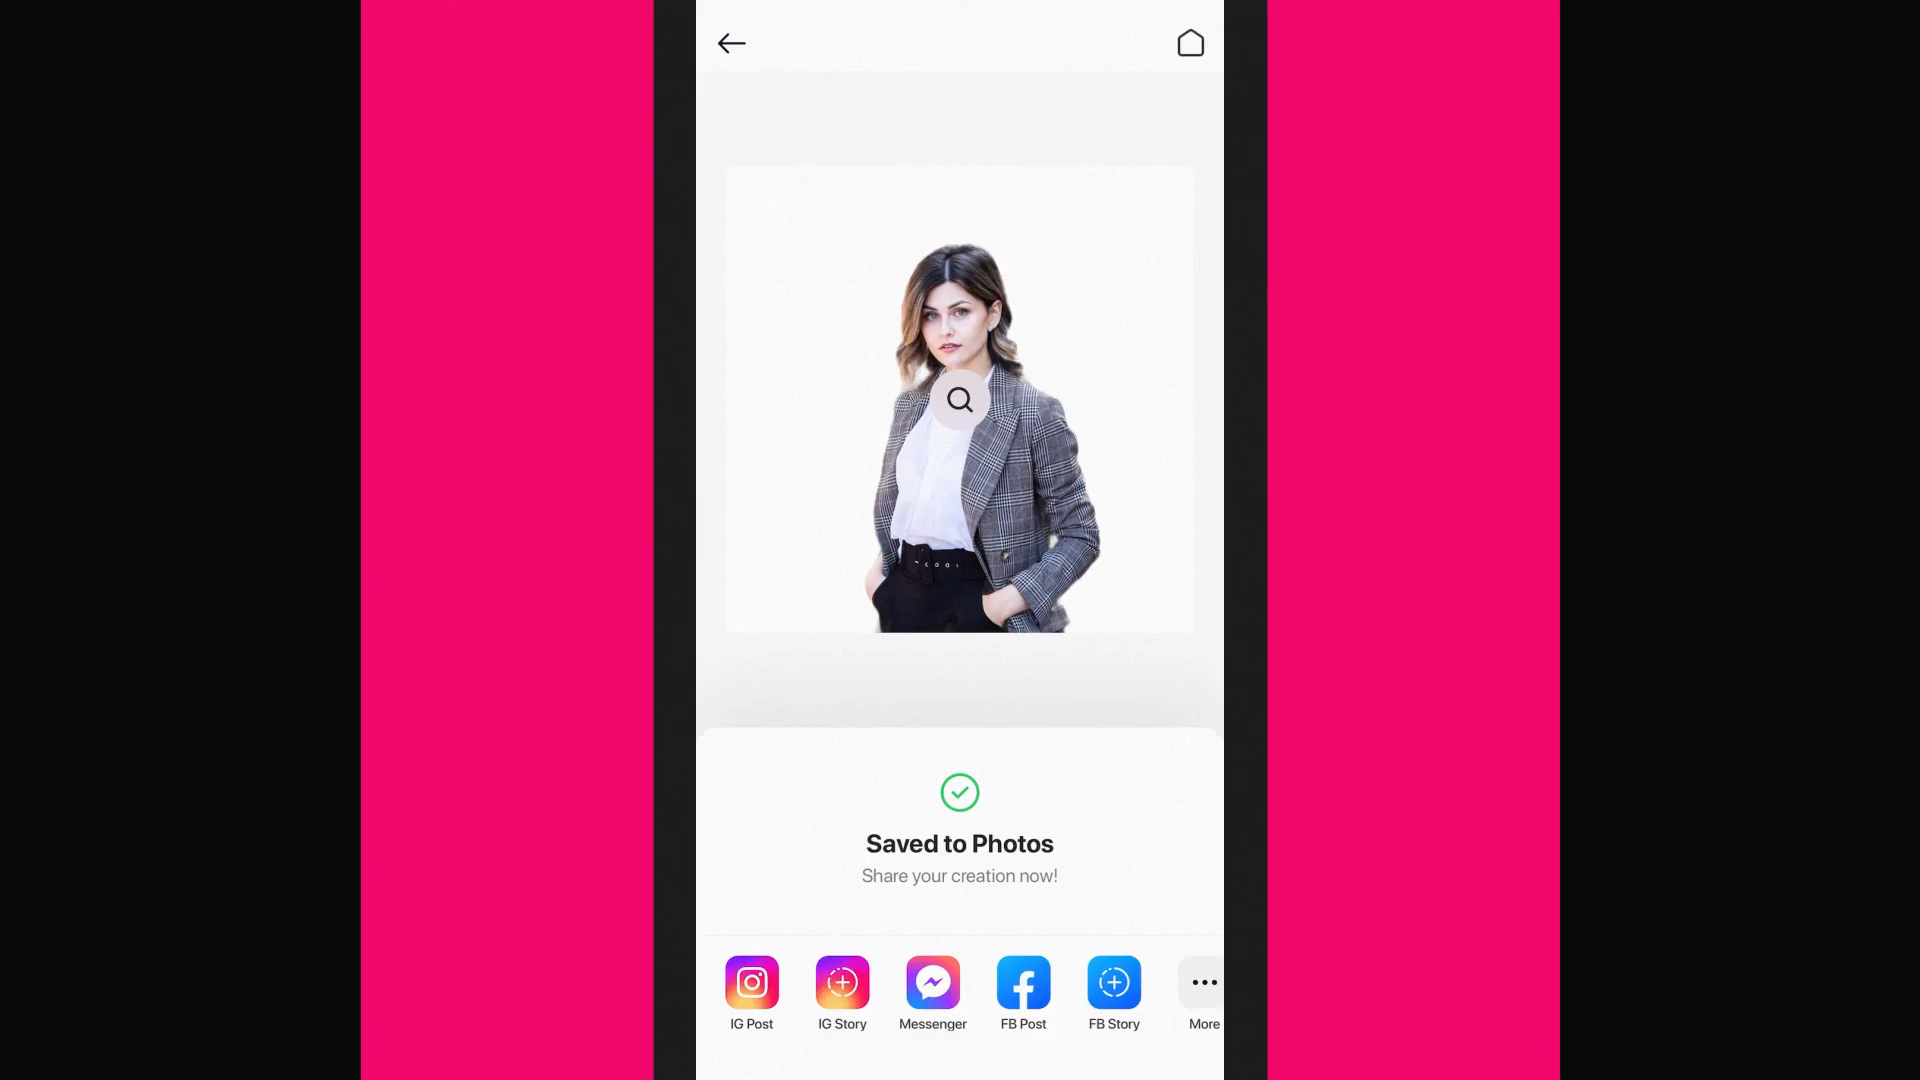 Saved to Photos
Share your creation now!
IG Post
IG Story
Messenger
FB Post
FB Story
More